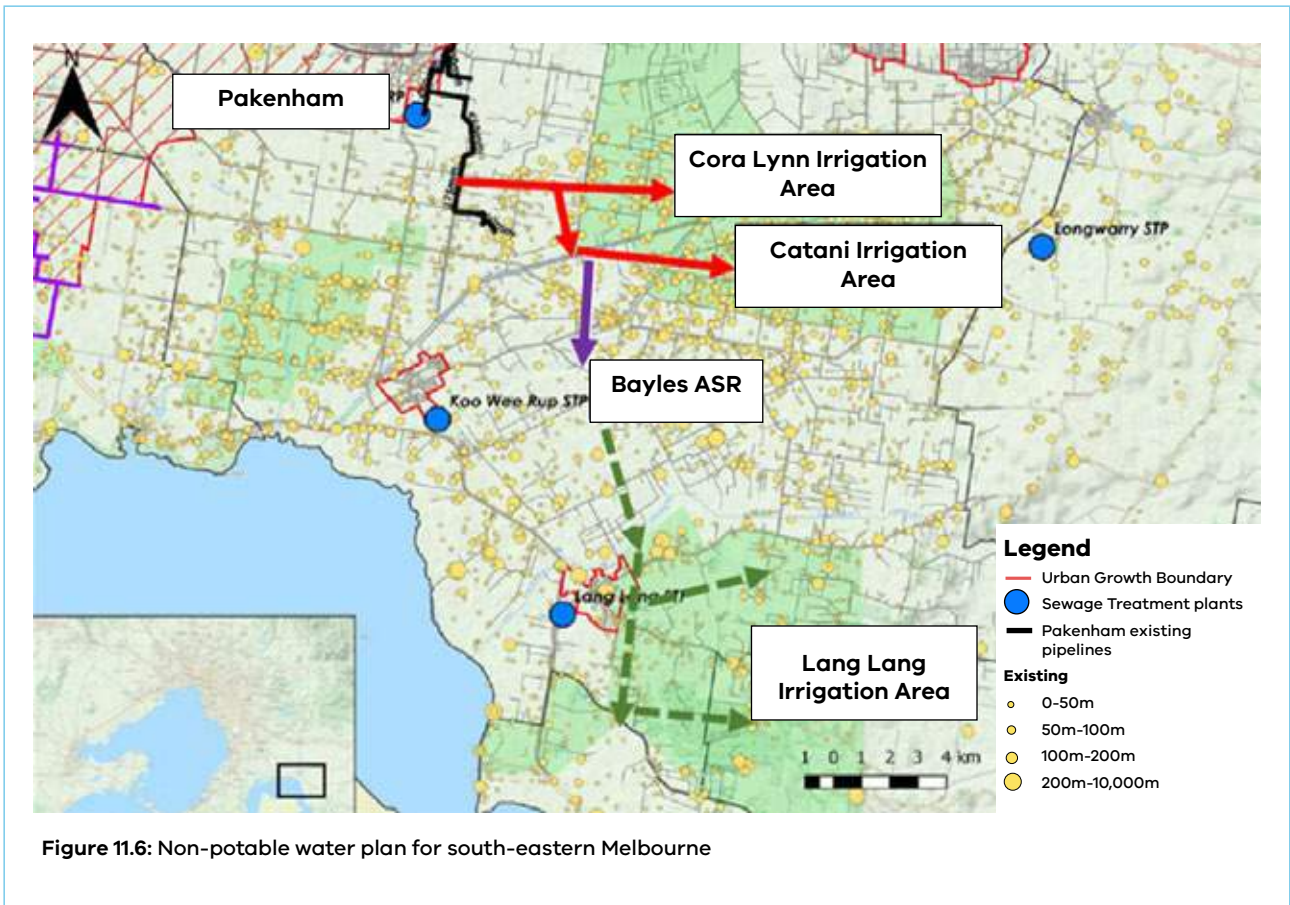 N
Pakenham
RP
Cora Lynn Irrigation
Area
Longwarry STP
Catani Irrigation
Area
Bayles ASR
Koo Wee Rup STP
Lang Lang STP
Lang Lang
Irrigation Area
1 0 1 2 3 4 km
Legend
Urban Growth Boundary
Sewage Treatment plants
Pakenham existing
pipelines
Existing
0-50m
50m-100m
100m-200m
200m-10,000m
Figure 11.6: Non-potable water plan for south-eastern Melbourne